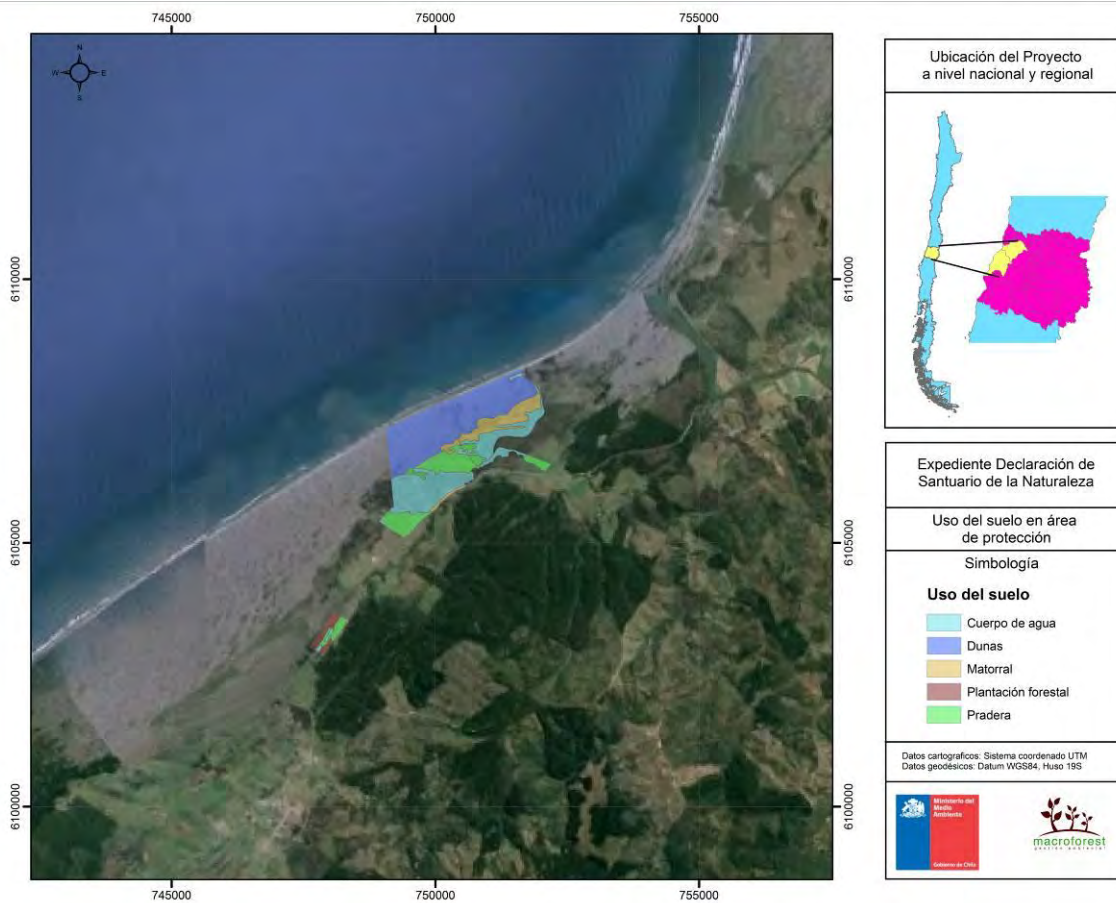 745000
750000
755000
N
W
E
S
6110000
6110000
6105000
6105000
6100000
6100000
745000
750000
755000
Ubicación del Proyecto
a nivel nacional y regional
Expediente Declaración de
Santuario de la Naturaleza
Uso del suelo en área
de protección
Simbología
Uso del suelo
Cuerpo de agua
Dunas
Matorral
Plantación forestal
Pradera
Datos cartograficos: Sistema coordenado UTM
Datos geodésicos: Datum WGS84, Huso 19S
Ministerio del
Medio
Ambiente
Gobierno de Chile
macroforest
gestión ambiental